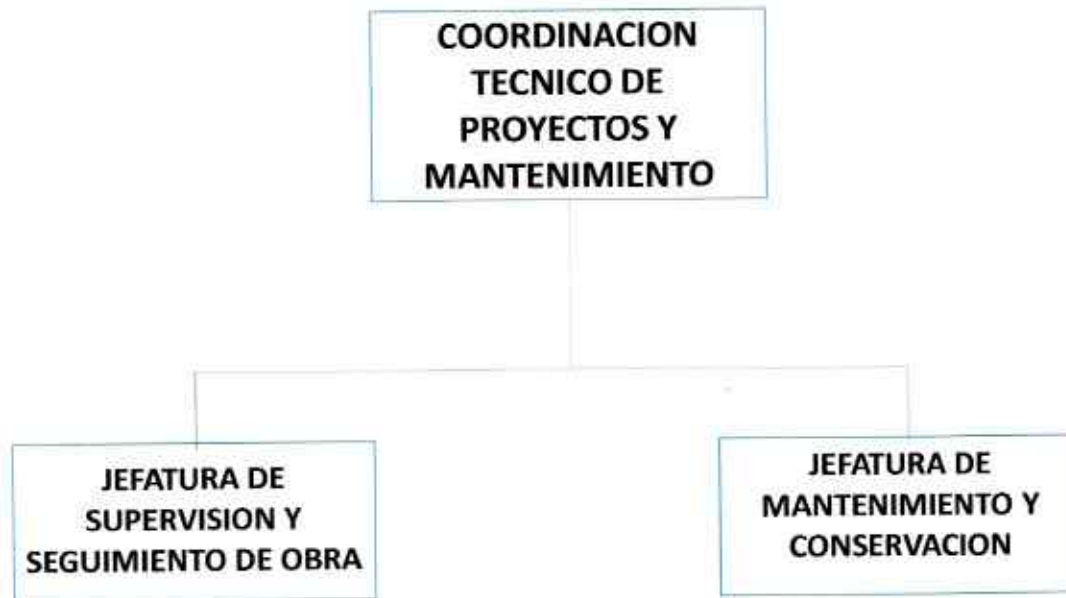 COORDINACION
TECNICO DE
PROYECTOS Y
MANTENIMIENTO
JEFATURA DE
SUPERVISION Y
SEGUIMIENTO DE OBRA
JEFATURA DE
MANTENIMIENTO Y
CONSERVACION